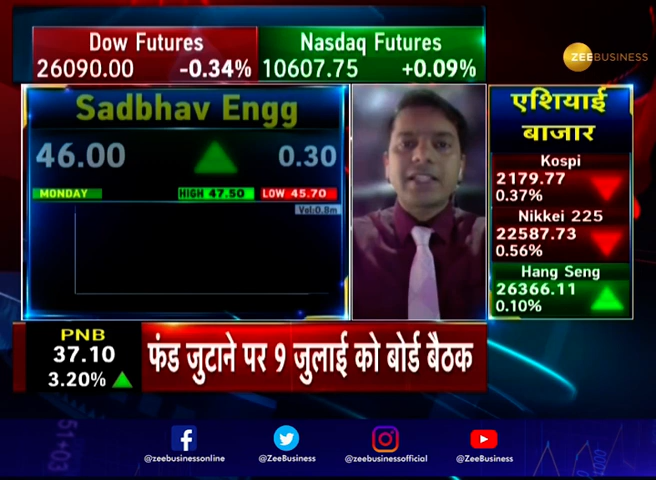 Dow Futures
26090.00 -0.34%
Nasdaq Futures
10607.75 +0.09%
ZEEBUSINESS
Sadbhav Engg
46.00 0.30
MONDAY HIGH 47.50 LOW 45.70
Vol:0.8m
एशियाई
बाजार
Kospi
2179.77
0.37%
Nikkei 225
22587.73
0.56%
Hang Seng
26366.11
0.10%
PNB
37.10
3.20%
फंड जुटाने पर 9 जुलाई को बोर्ड बैठक
51+03
@zeebusinessonline @ZeeBusiness @zeebusinessofficial @ZeeBusiness